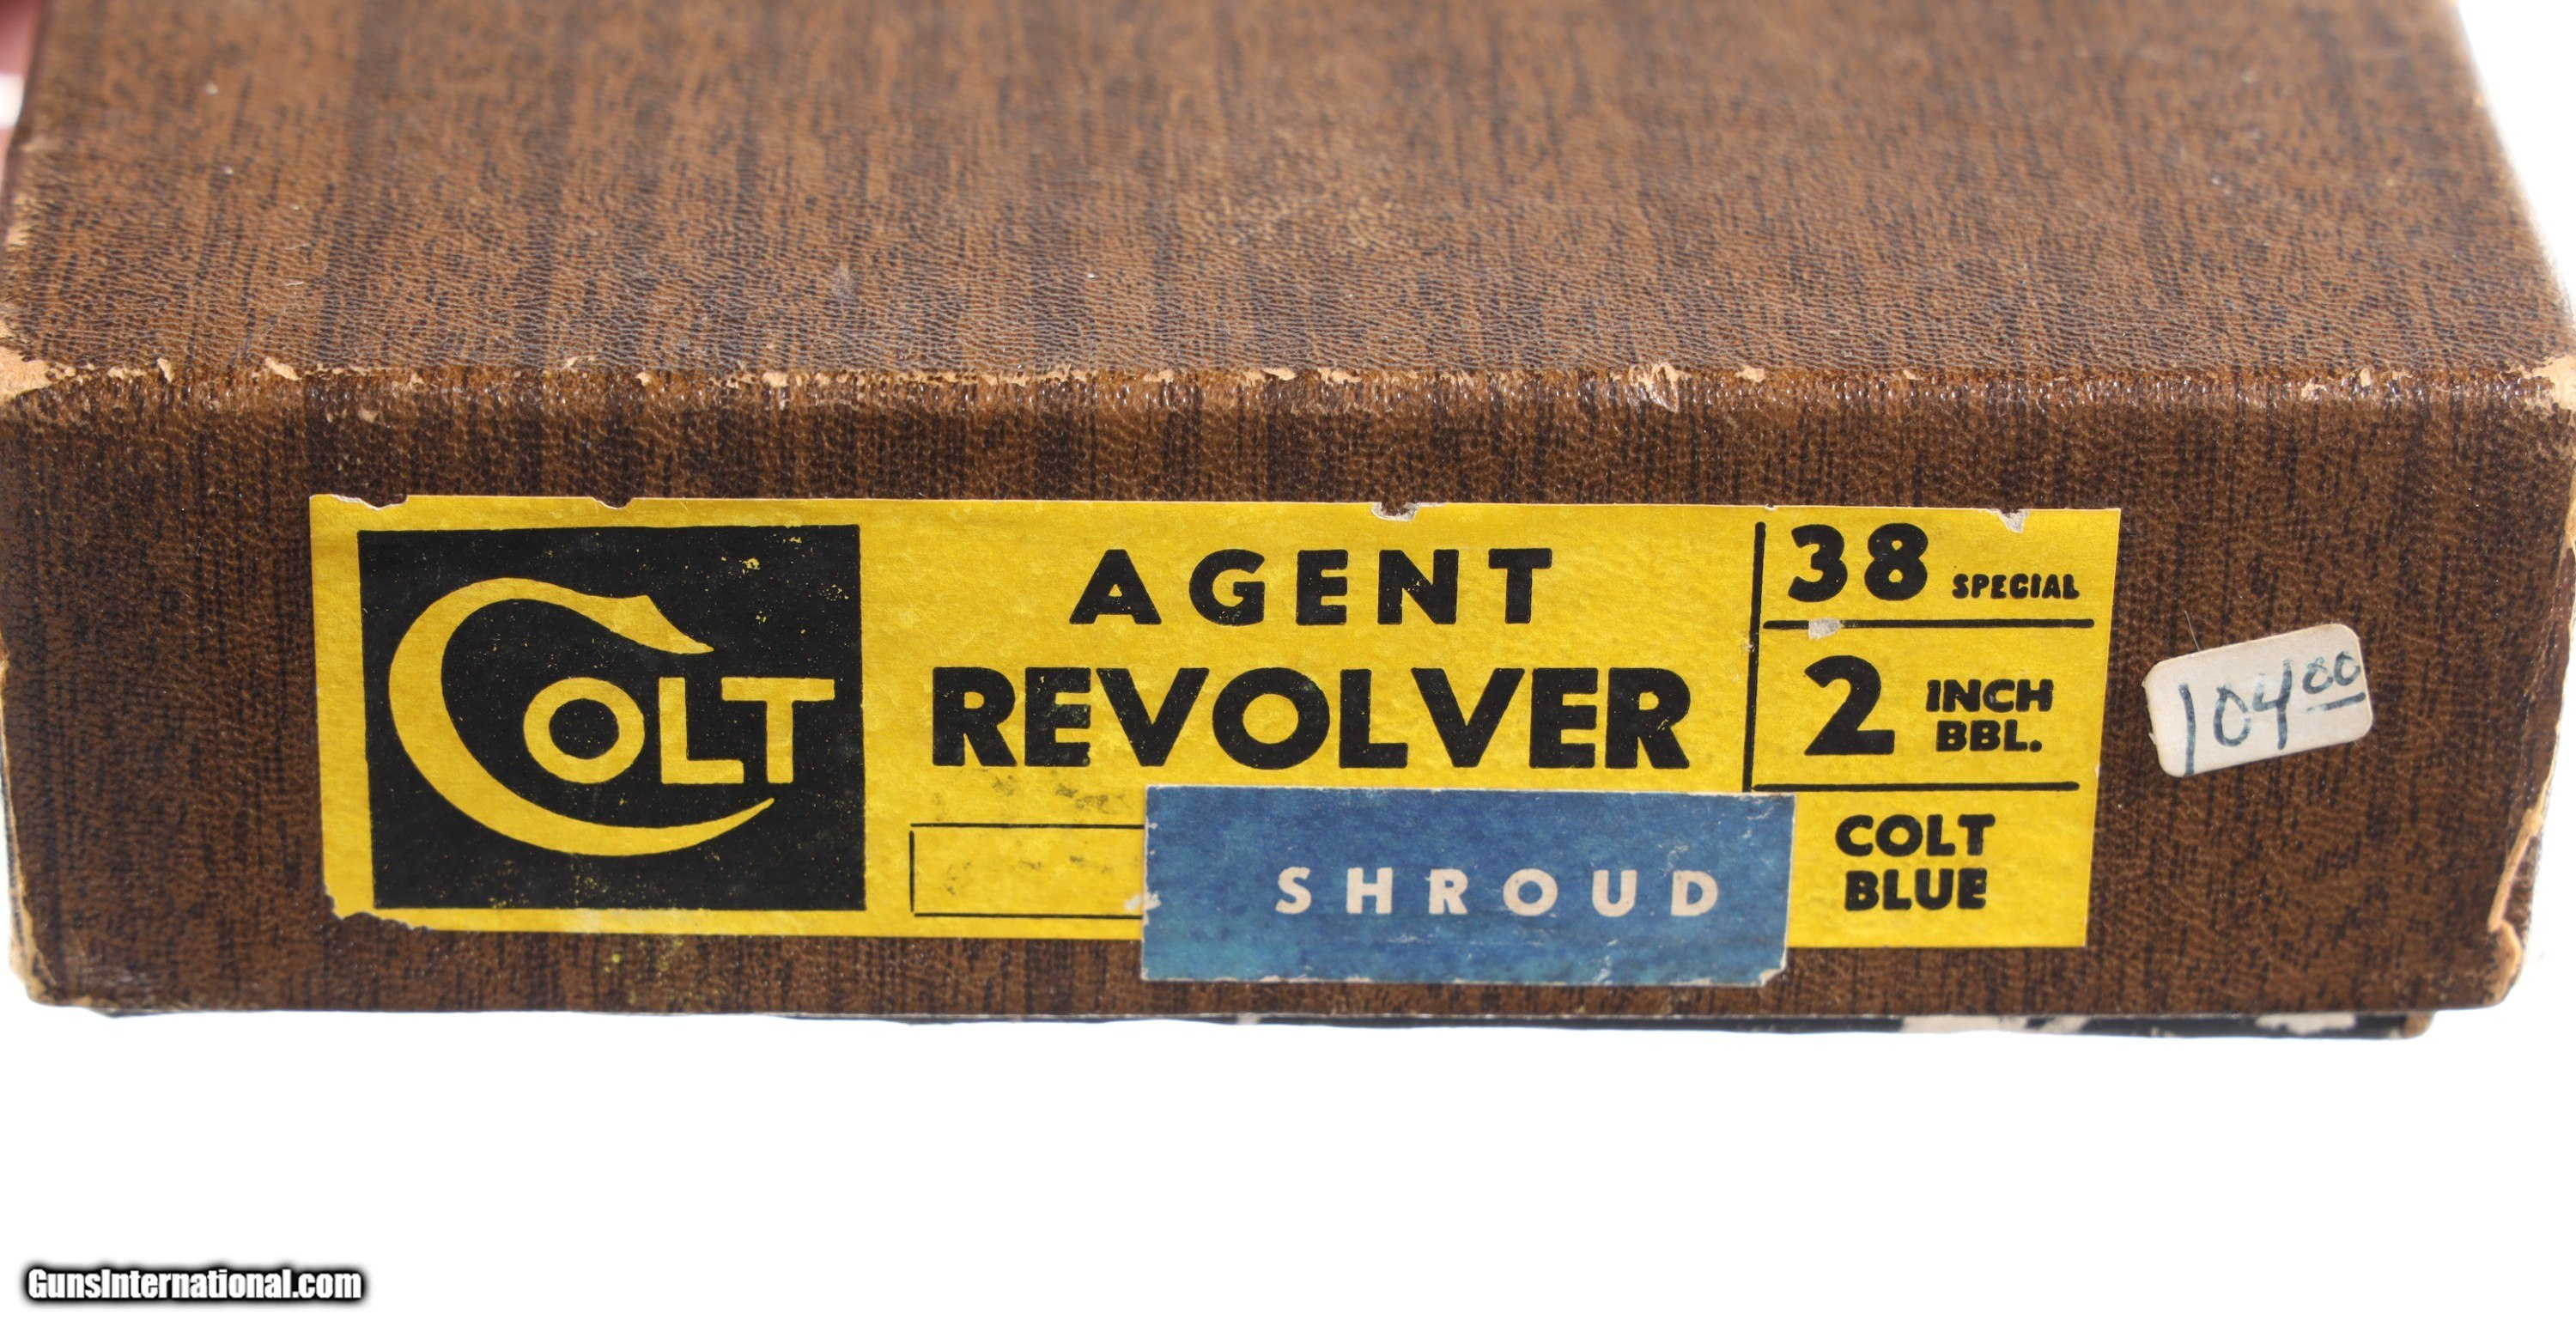 COLT
AGENT
REVOLVER
38 SPECIAL
2 INCH
BBL.
COLT
BLUE
SHROUD
104.00
GunsInternational.com